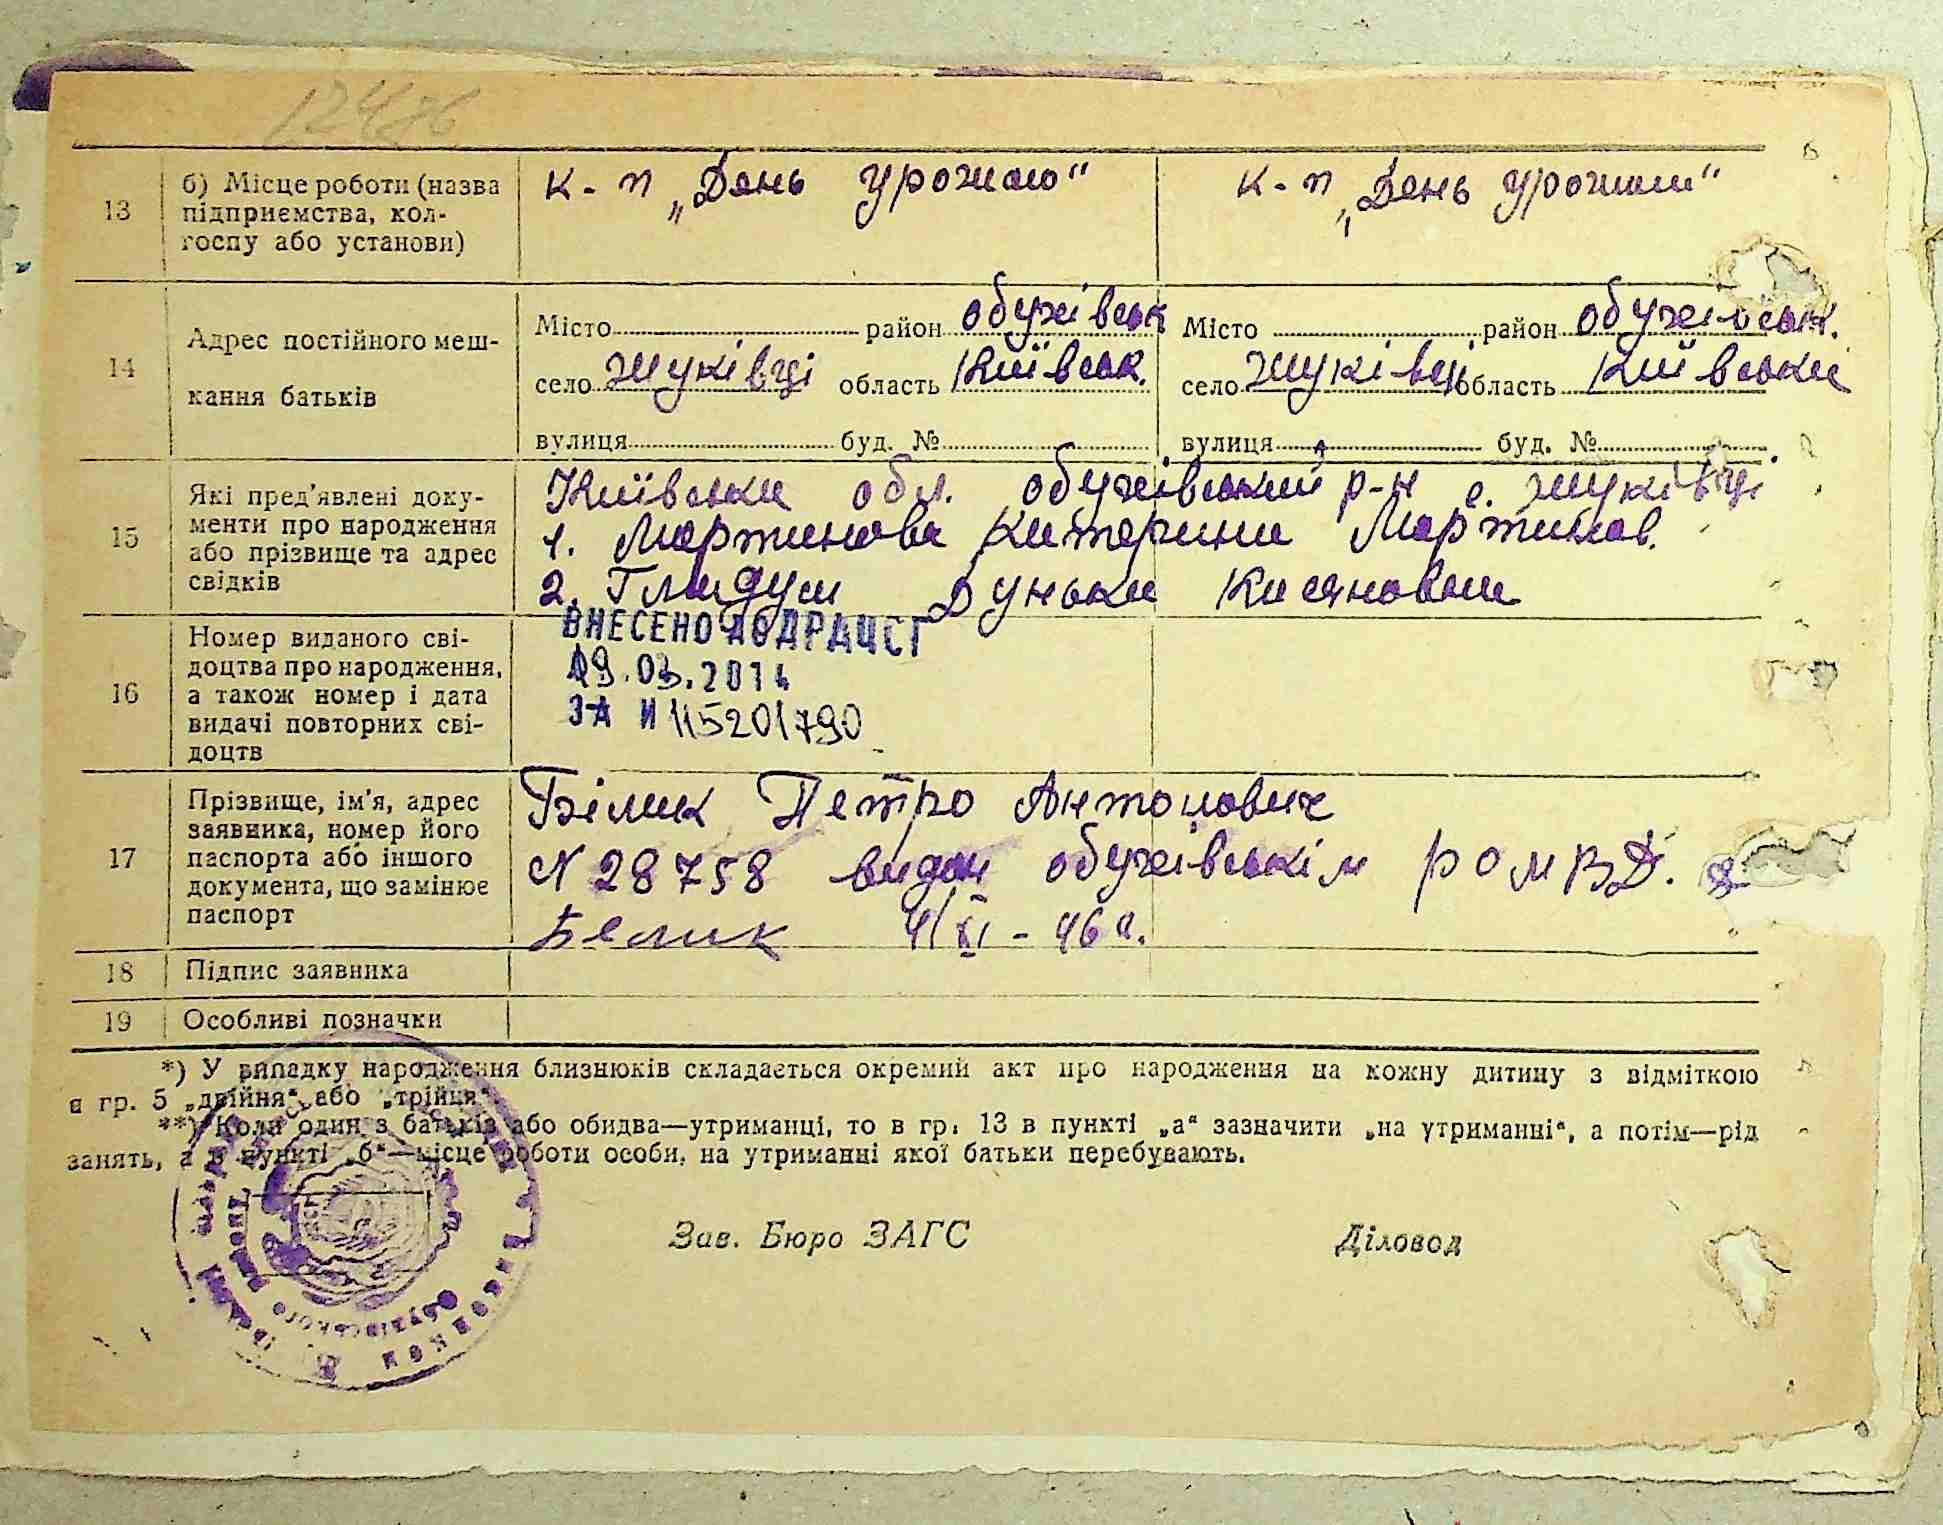 12476
13
б) Місце роботи (назва
підприємства, кол-
госпу або установи)
к-п „День урожаю“
к-п „День урожаю“
14
Адрес постійного меш-
кання батьків
Місто район обухівськ
село Жуківці область Київськ.
вулиця буд. №
Місто район обухівськ.
село Жуківці область Київська
вулиця буд. №
15
Які пред’явлені доку-
менти про народження
або прізвище та адрес
свідків
Київська обл. обухівський р-н с. Жуківці
1. Мартинова Катерина Мартинов.
2. Гладуш Дунька Касяновна
16
Номер виданого сві-
доцтва про народження,
а також номер і дата
видачі повторних сві-
доцтв
ВНЕСЕНО ДО ДРАЦСГ
19.03.2014
ЗА № 115201790
17
Прізвище, ім’я, адрес
заявника, номер його
паспорта або іншого
документа, що замінює
паспорт
Білик Петро Антонович
N 28758 видан обухівськім РОМВД.
Белик 4/XI - 46 г.
18
Підпис заявника
19
Особливі позначки
*) У випадку народження близнюків складається окремий акт про народження на кожну дитину з відміткою
в гр. 5 „двійня“ або „трійця“.
**) Коли один з батьків або обидва—утриманці, то в гр. 13 в пункті „а“ зазначити „на утриманні“, а потім—рід
занять, а в пункті „б“—місце роботи особи, на утриманні якої батьки перебувають.
Зав. Бюро ЗАГС
Діловод
Обухівського